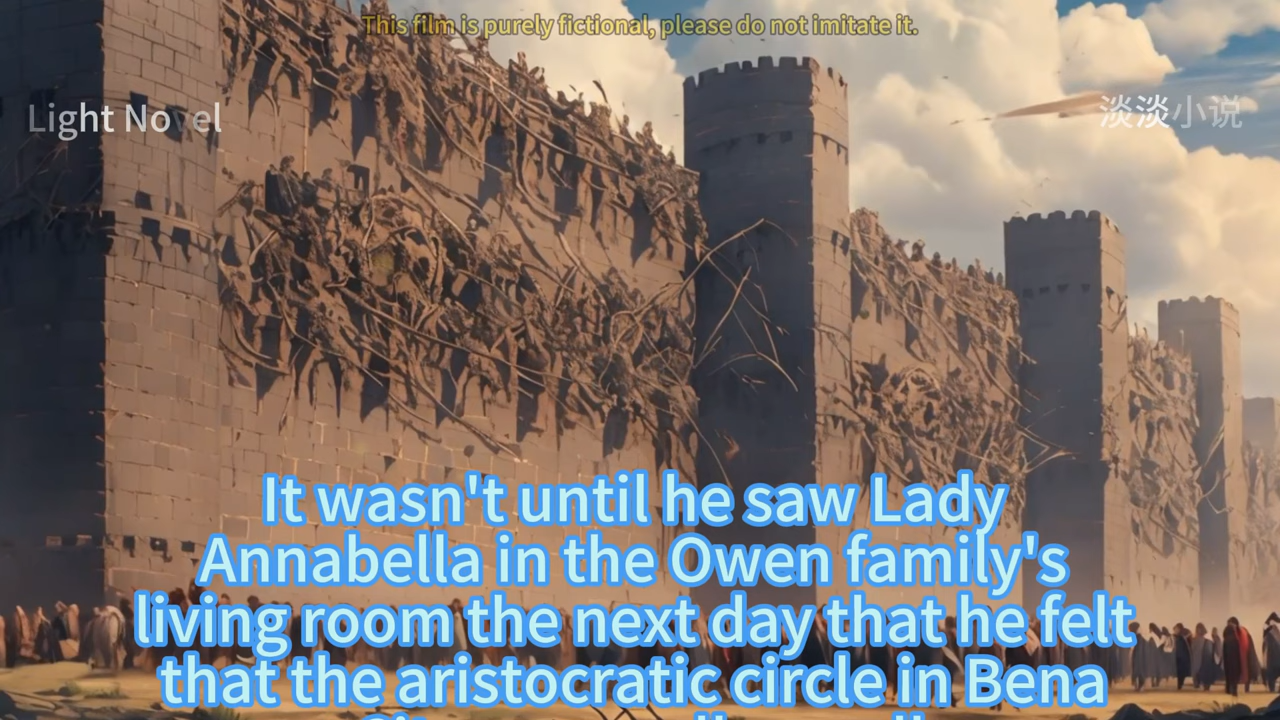 This film is purely fictional, please do not imitate it.
Light No el
淡淡小说
It wasn't until he saw Lady
Annabella in the Owen family's
living room the next day that he felt
that the aristocratic circle in Bena